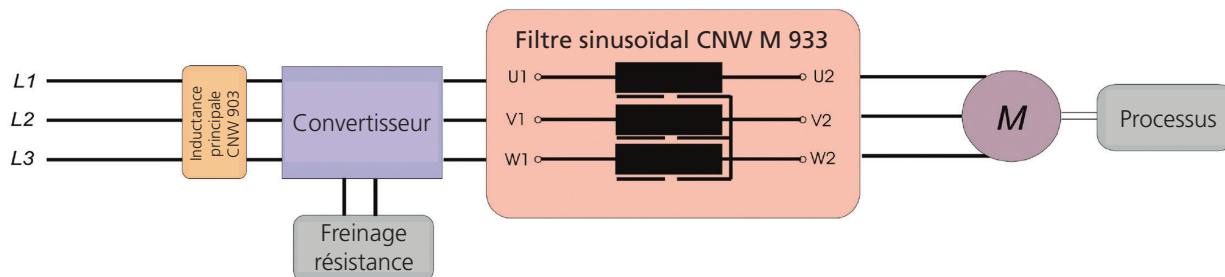 Filtre sinusoïdal CNW M 933
L1
L2
L3
Inductance
principale
CNW 903
Convertisseur
U1
V1
W1
U2
V2
W2
M
Processus
Freinage
résistance